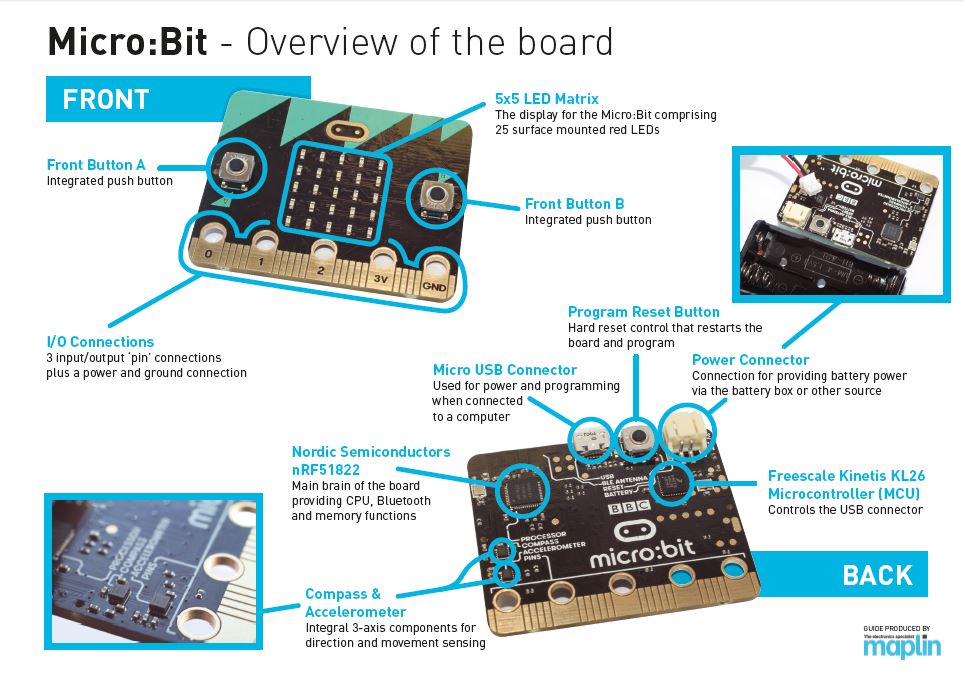 Micro:Bit - Overview of the board
FRONT
5x5 LED Matrix
The display for the Micro:Bit comprising
25 surface mounted red LEDs
Front Button A
Integrated push button
Front Button B
Integrated push button
0
1
2
3V
GND
I/O Connections
3 input/output 'pin' connections
plus a power and ground connection
BBC
micro:bit
Program Reset Button
Hard reset control that restarts the
board and program
Power Connector
Connection for providing battery power
via the battery box or other source
Micro USB Connector
Used for power and programming
when connected
to a computer
Nordic Semiconductors
nRF51822
Main brain of the board
providing CPU, Bluetooth
and memory functions
Freescale Kinetis KL26
Microcontroller (MCU)
Controls the USB connector
USB
BLE ANTENNA
RESET
BATTERY
BBC
PROCESSOR
COMPASS
ACCELEROMETER
PINS
micro:bit
PROCESSOR
COMPASS
ACCELEROMETER
PINS
Compass &
Accelerometer
Integral 3-axis components for
direction and movement sensing
BACK
GUIDE PRODUCED BY
The electronics specialist
maplin